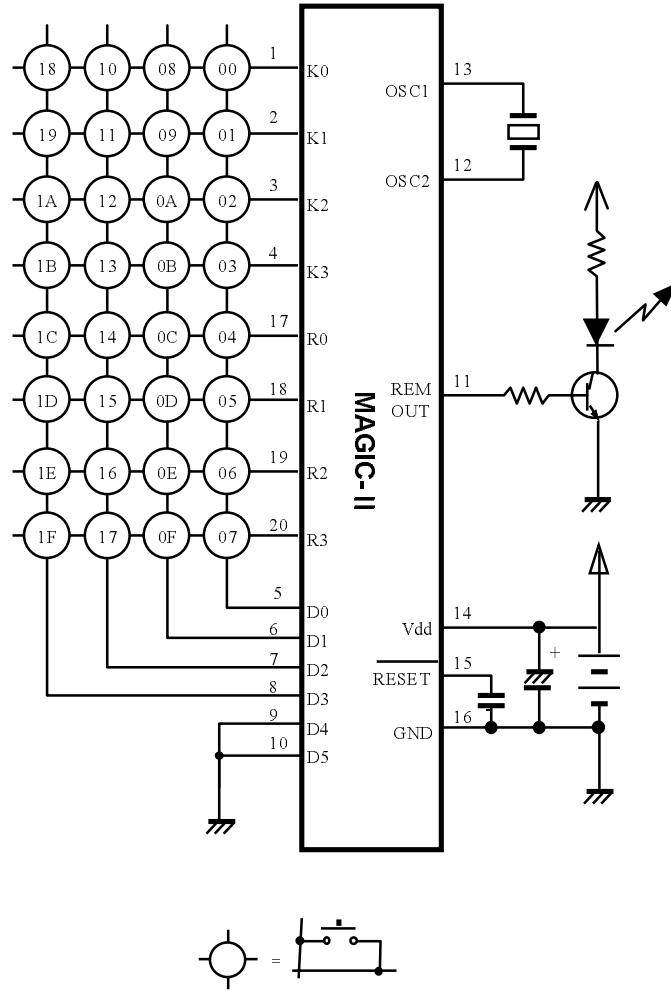 18 10 08 00 1 K0
19 11 09 01 2 K1
1A 12 0A 02 3 K2
1B 13 0B 03 4 K3
1C 14 0C 04 17 R0
1D 15 0D 05 18 R1
1E 16 0E 06 19 R2
1F 17 0F 07 20 R3
5 D0
6 D1
7 D2
8 D3
9 D4
10 D5
MAGIC-II
OSC1 13
OSC2 12
REM 11
OUT
Vdd 14
+
RESET 15
GND 16
=